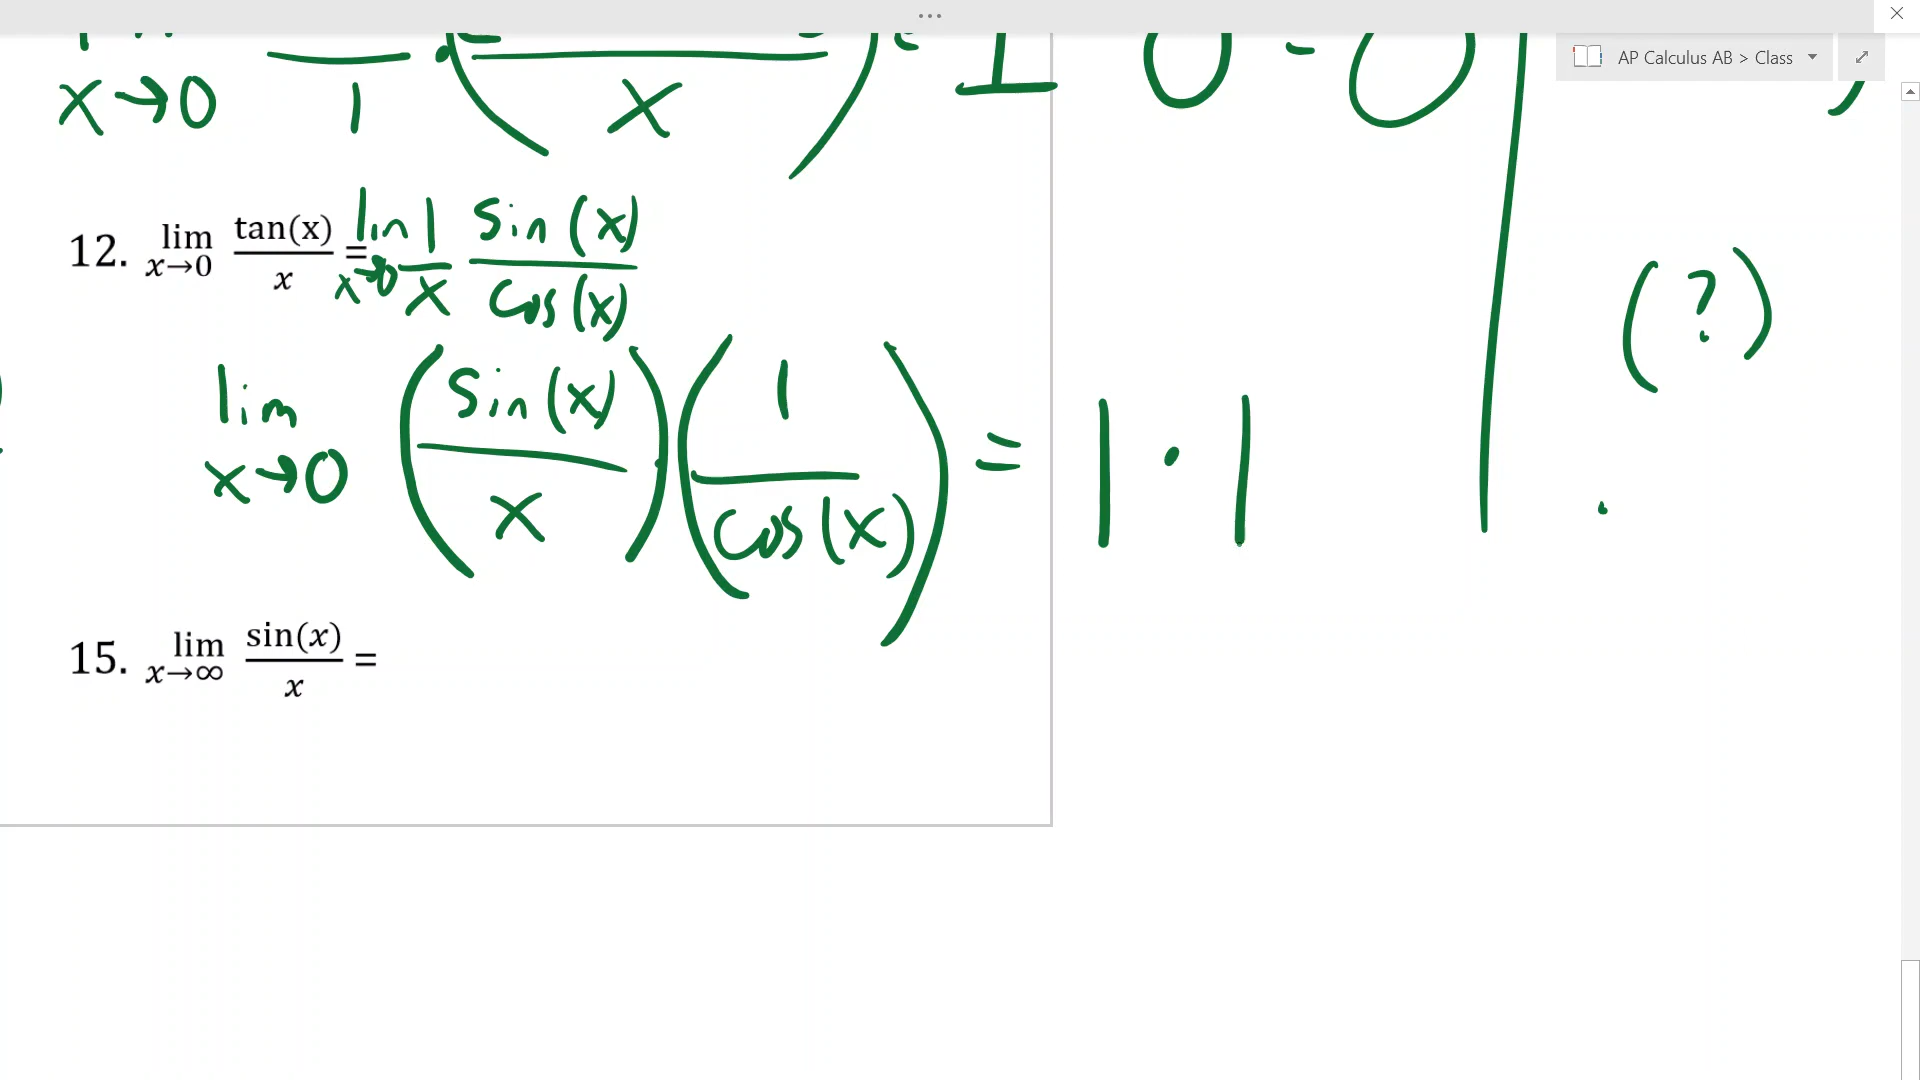 AP Calculus AB > Class
x→0 1 · ( x ) = 1 0 - 0
12. lim x→0 tan(x)/x = lim x→0 1/x sin(x)/cos(x)
(?)
lim x→0 (sin(x)/x)(1/cos(x)) = 1 · 1
15. lim x→∞ sin(x)/x =